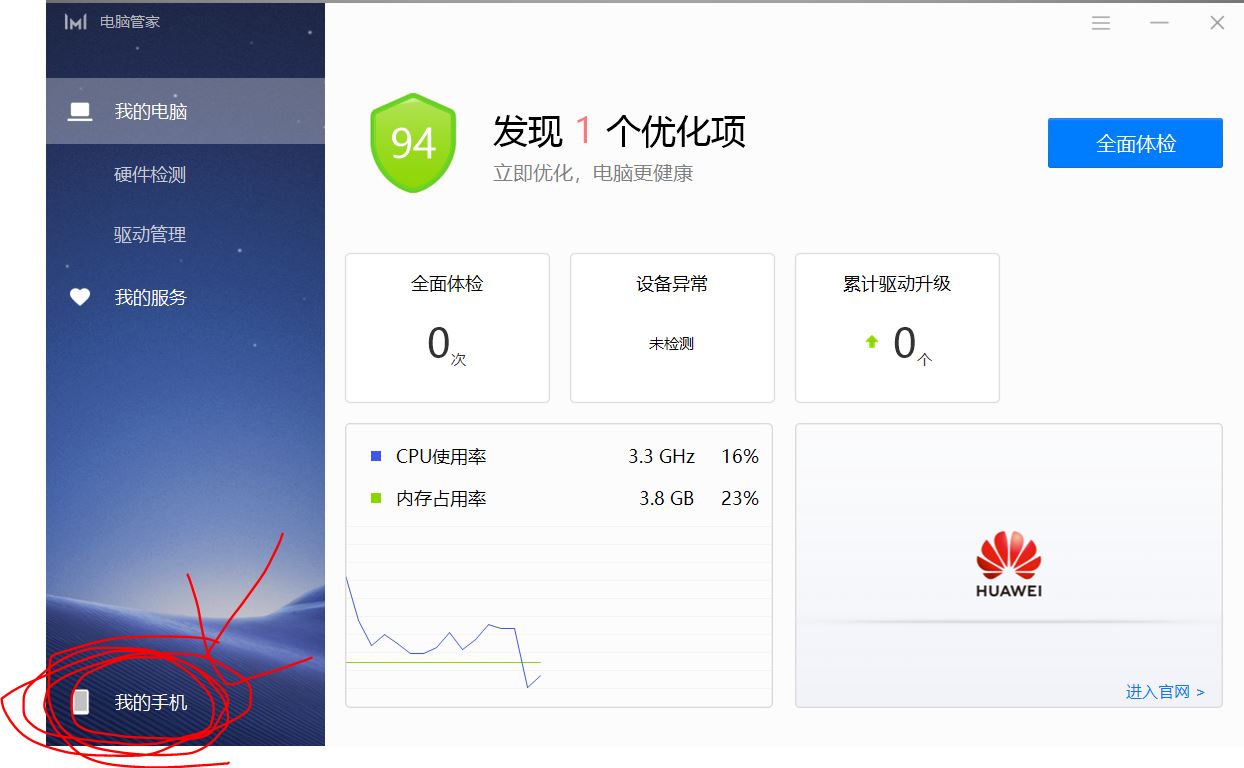 电脑管家
我的电脑
硬件检测
驱动管理
我的服务
我的手机
94
发现 1 个优化项
立即优化，电脑更健康
全面体检
全面体检
0次
设备异常
未检测
累计驱动升级
0个
CPU使用率 3.3 GHz 16%
内存占用率 3.8 GB 23%
HUAWEI
进入官网 >